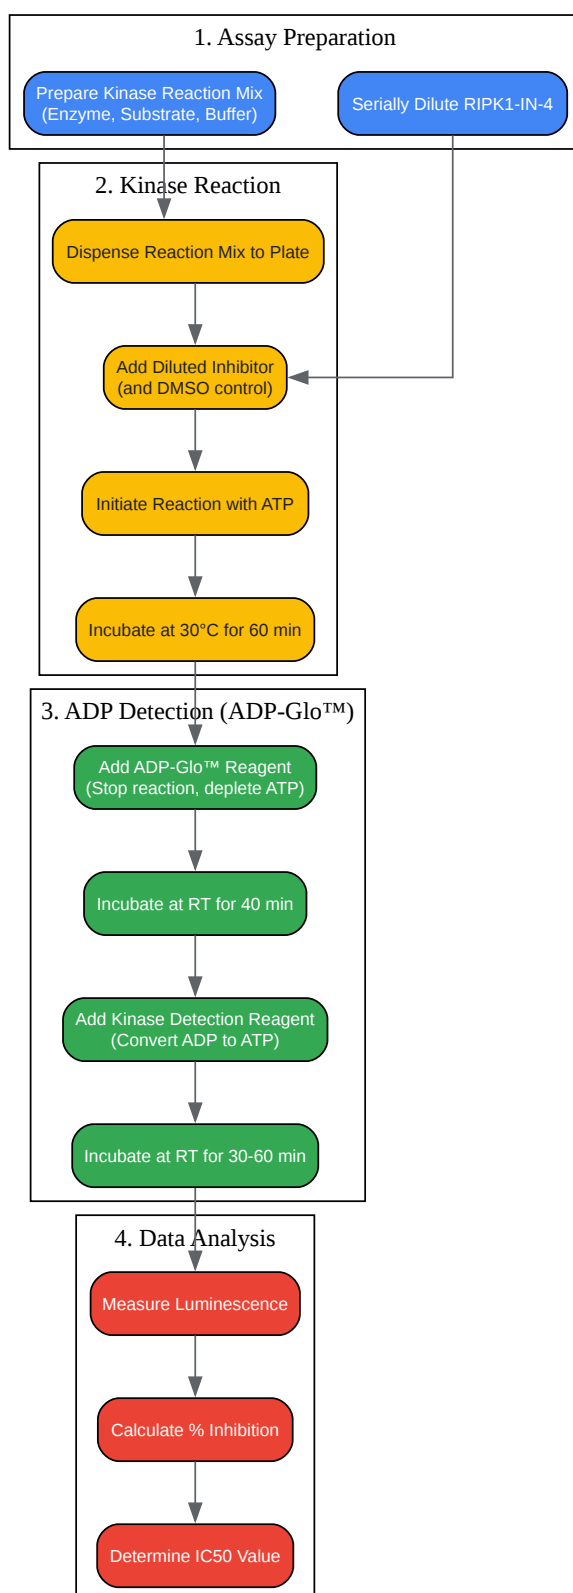 1. Assay Preparation
Prepare Kinase Reaction Mix
(Enzyme, Substrate, Buffer)
Serially Dilute RIPK1-IN-4
2. Kinase Reaction
Dispense Reaction Mix to Plate
Add Diluted Inhibitor
(and DMSO control)
Initiate Reaction with ATP
Incubate at 30°C for 60 min
3. ADP Detection (ADP-Glo™)
Add ADP-Glo™ Reagent
(Stop reaction, deplete ATP)
Incubate at RT for 40 min
Add Kinase Detection Reagent
(Convert ADP to ATP)
Incubate at RT for 30-60 min
4. Data Analysis
Measure Luminescence
Calculate % Inhibition
Determine IC50 Value